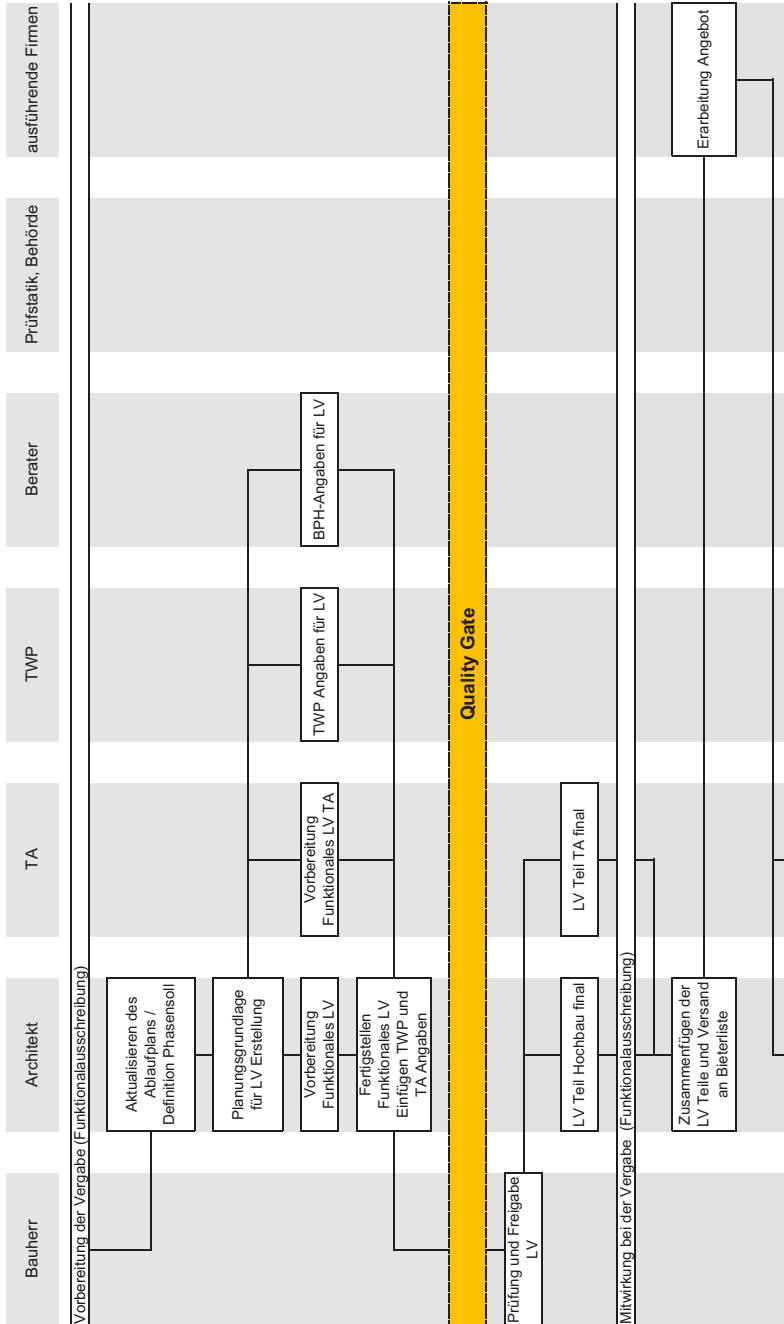 Bauherr
Architekt
TA
TWP
Berater
Prüfstatik, Behörde
ausführende Firmen
Vorbereitung der Vergabe (Funktionalausschreibung)
Aktualisieren des
Ablaufplans /
Definition Phasensoll
Planungsgrundlage
für LV Erstellung
Vorbereitung
Funktionales LV
Vorbereitung
Funktionales LV TA
TWP Angaben für LV
BPH-Angaben für LV
Fertigstellen
Funktionales LV
Einfügen TWP und
TA Angaben
Quality Gate
Prüfung und Freigabe
LV
LV Teil Hochbau final
LV Teil TA final
Mitwirkung bei der Vergabe (Funktionalausschreibung)
Zusammenfügen der
LV Teile und Versand
an Bieterliste
Erarbeitung Angebot